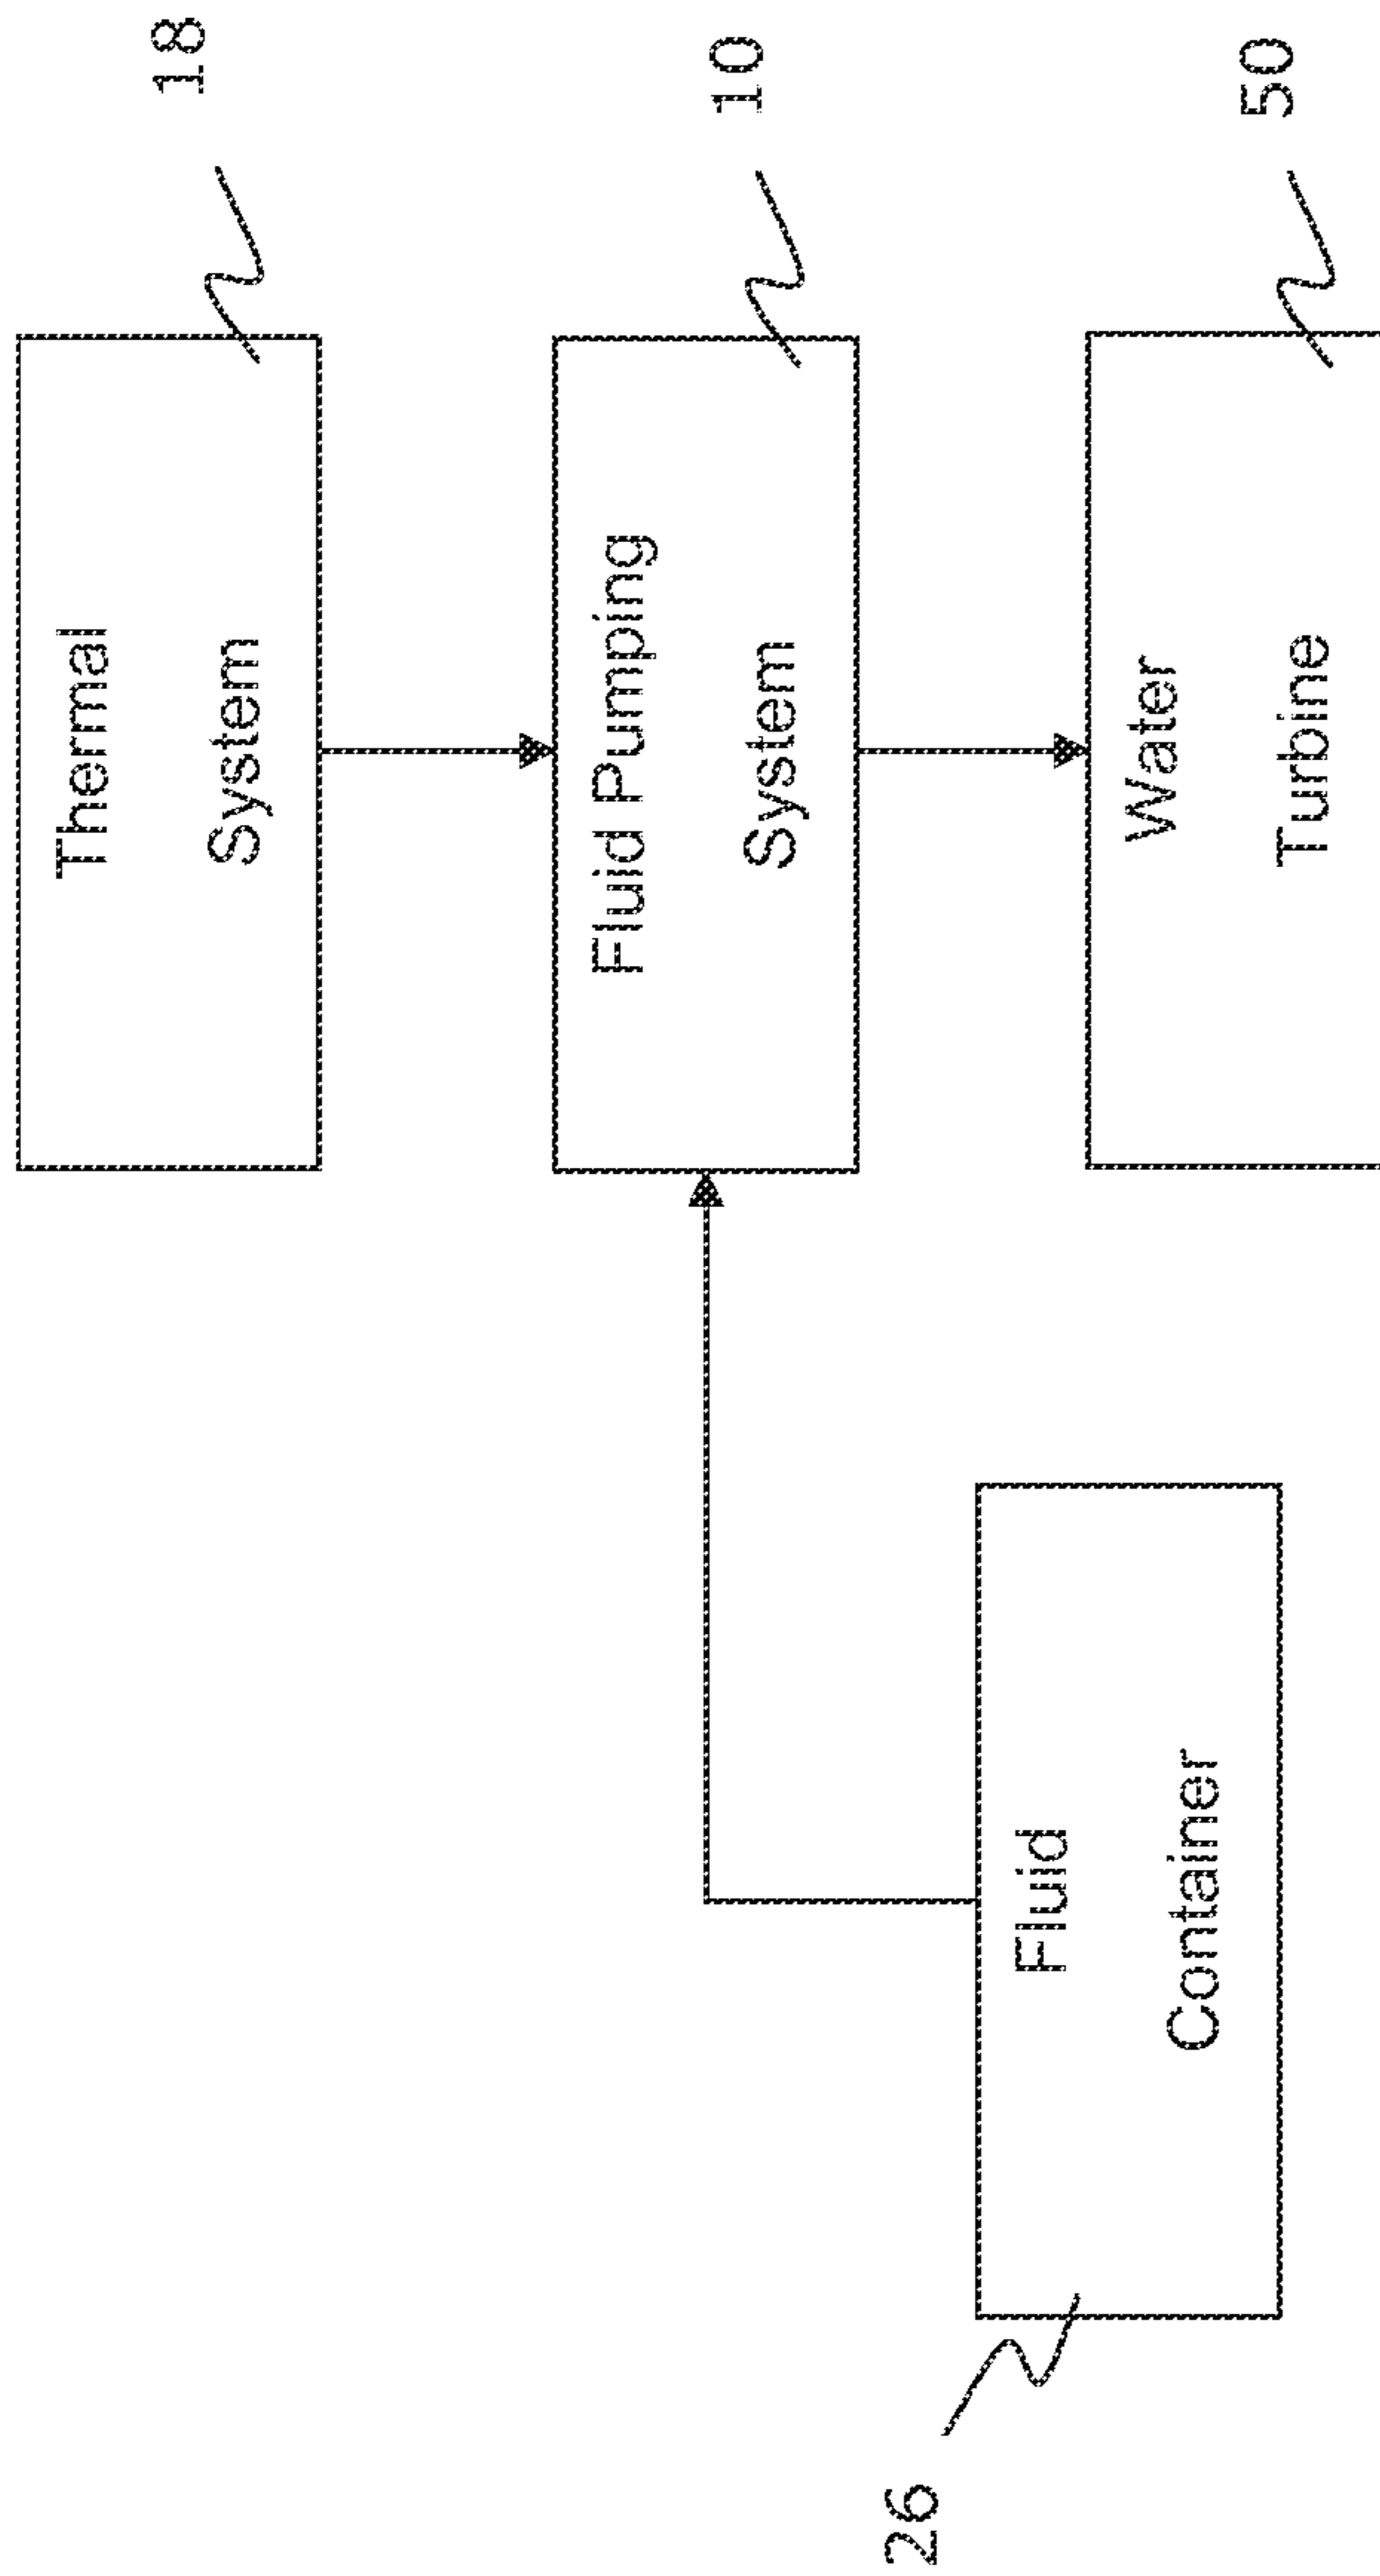 Thermal
System
18
Fluid Pumping
System
10
Water
Turbine
50
Fluid
Container
26